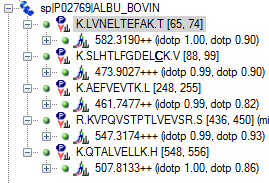 sp|P02769|ALBU_BOVIN
K.LVNELTEFAK.T [65, 74]
582.3190++ (idotp 1.00, dotp 0.90)
K.SLHTLFGDELCK.V [88, 99]
473.9027+++ (idotp 0.99, dotp 0.90)
K.AEFVEVTK.L [248, 255]
461.7477++ (idotp 0.99, dotp 0.82)
R.KVPQVSTPTLVEVSR.S [436, 450] (mi
547.3174+++ (idotp 0.99, dotp 0.93)
K.QTALVELLK.H [548, 556]
507.8133++ (idotp 1.00, dotp 0.86)